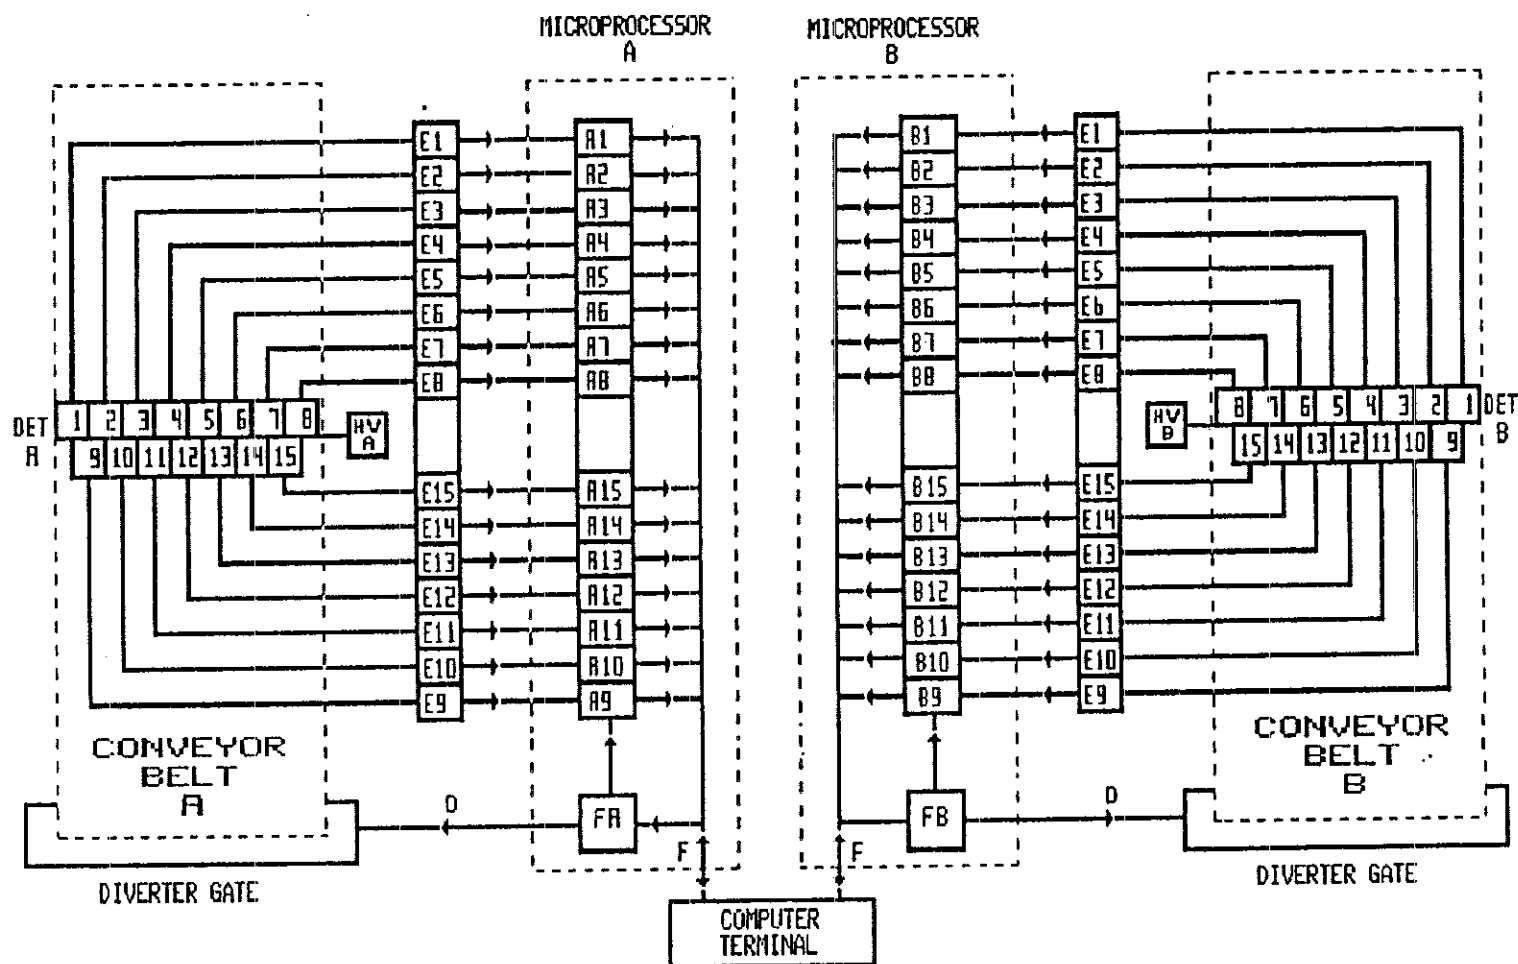 MICROPROCESSOR
A
MICROPROCESSOR
B
E1 A1 B1 E1
E2 A2 B2 E2
E3 A3 B3 E3
E4 A4 B4 E4
E5 A5 B5 E5
E6 A6 B6 E6
E7 A7 B7 E7
E8 A8 B8 E8
DET
A
1 2 3 4 5 6 7 8
9 10 11 12 13 14 15
HV
A
HV
B
8 7 6 5 4 3 2 1
15 14 13 12 11 10 9
DET
B
E15 A15 B15 E15
E14 A14 B14 E14
E13 A13 B13 E13
E12 A12 B12 E12
E11 A11 B11 E11
E10 A10 B10 E10
E9 A9 B9 E9
CONVEYOR
BELT
A
CONVEYOR
BELT
B
D FA FB D
F F
DIVERTER GATE
DIVERTER GATE
COMPUTER
TERMINAL